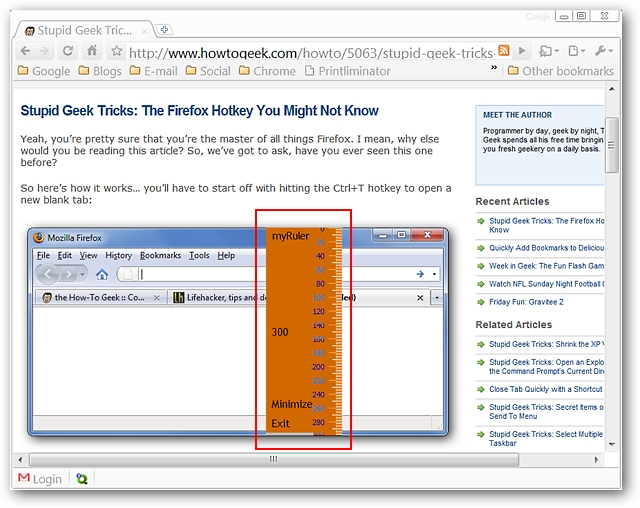 Google
Stupid Geek Tric...
http://www.howtogeek.com/howto/5063/stupid-geek-tricks-
Google Blogs E-mail Social Chrome Printliminator » Other bookmarks
Stupid Geek Tricks: The Firefox Hotkey You Might Not Know
Yeah, you're pretty sure that you're the master of all things Firefox. I mean, why else
would you be reading this article? So, we've got to ask, have you ever seen this one
before?
So here's how it works... you'll have to start off with hitting the Ctrl+T hotkey to open a
new blank tab:
Mozilla Firefox
File Edit View History Bookmarks Tools Help
the How-To Geek :: Co...
Lifehacker, tips and do
led)
myRuler
300
Minimize
Exit
0
20
40
60
80
100
120
140
160
180
200
220
240
260
280
MEET THE AUTHOR
Programmer by day, geek by night, T
Geek spends all his free time bringing
you fresh geekery on a daily basis.
Recent Articles
Stupid Geek Tricks: The Firefox Ho
Know
Quickly Add Bookmarks to Deliciou
Week in Geek: The Fun Flash Gam
Watch NFL Sunday Night Football O
Friday Fun: Gravitee 2
Related Articles
Stupid Geek Tricks: Shrink the XP V
Stupid Geek Tricks: Open an Explo
the Command Prompt's Current Dire
Close Tab Quickly with a Shortcut
Stupid Geek Tricks: Secret Items o
Send To Menu
Stupid Geek Tricks: Select Multiple
Taskbar
Login